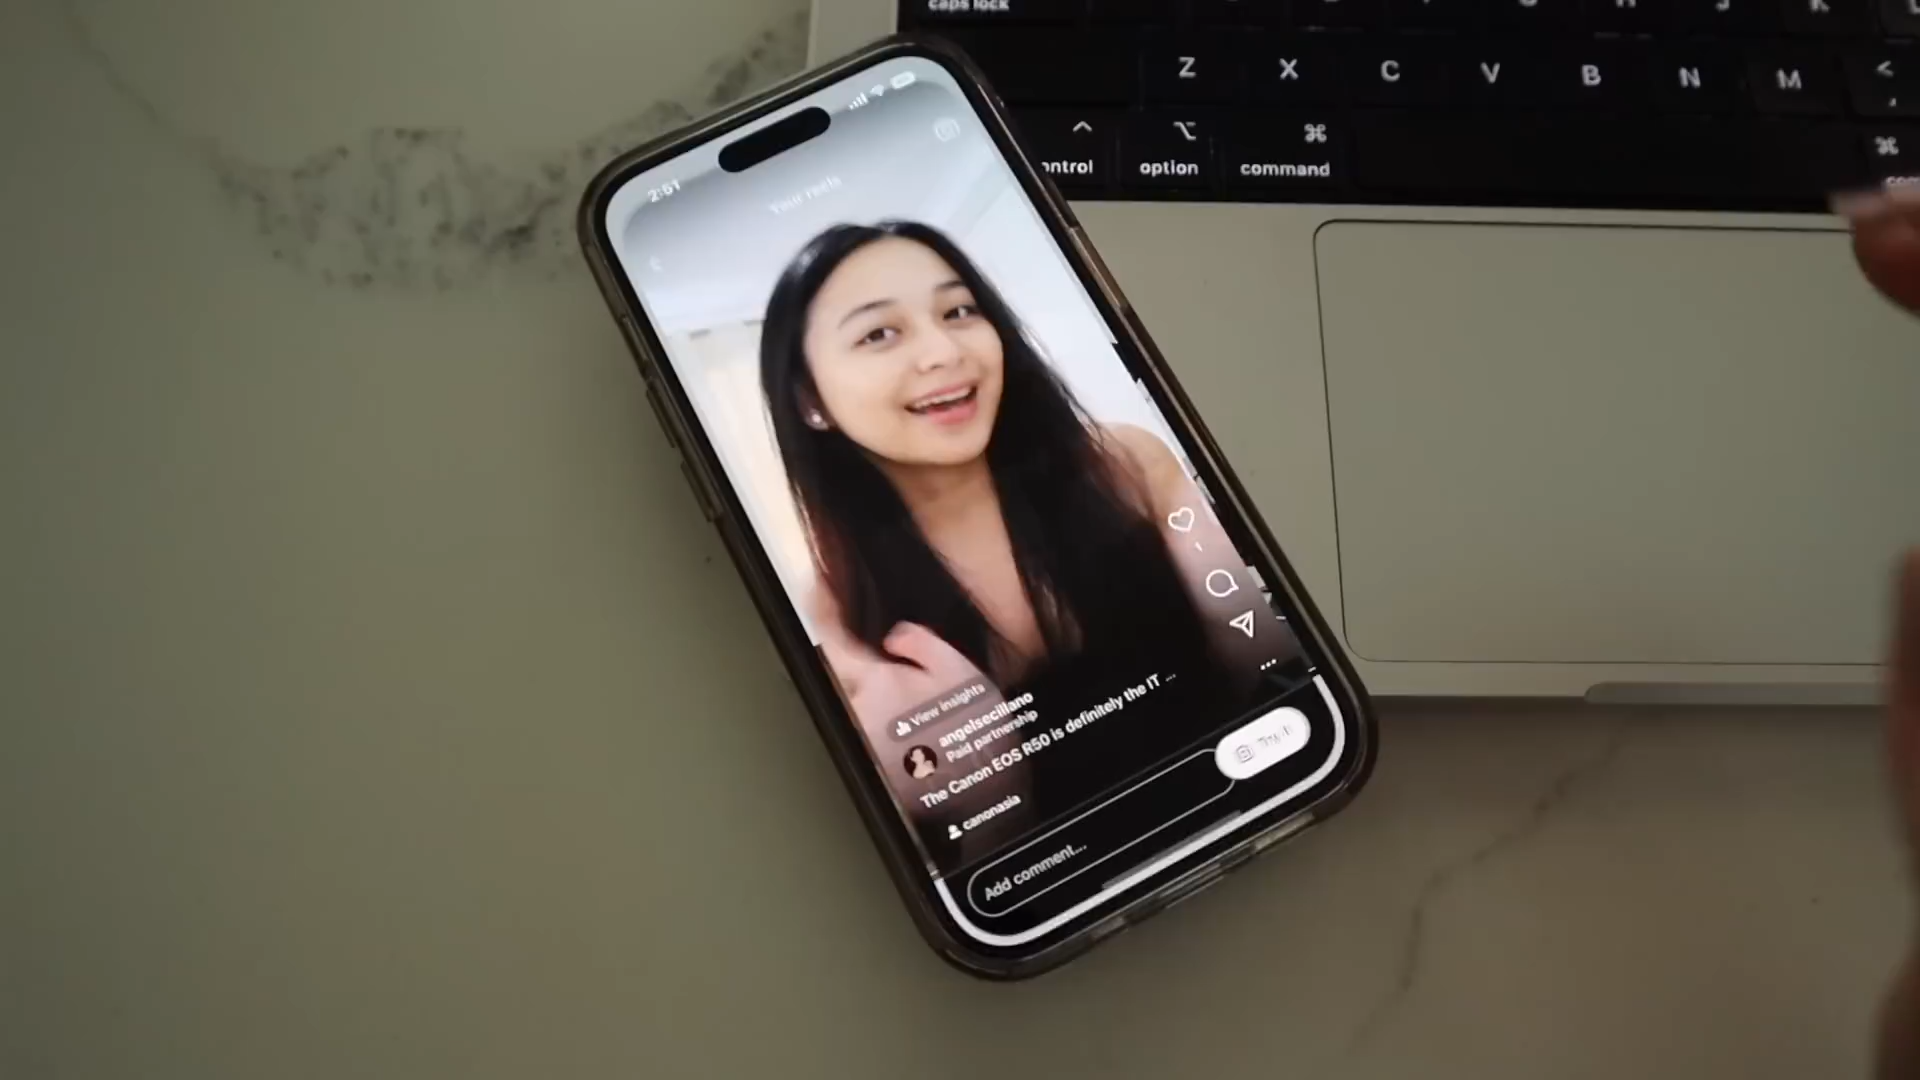 caps lock
Z X C V B N M <
,
^ ⌥ ⌘ ⌘
ontrol option command
2:51
Your reels
1
View insights
angelsecillano
Paid partnership
The Canon EOS R50 is definitely the IT ...
canonasia
Add comment...